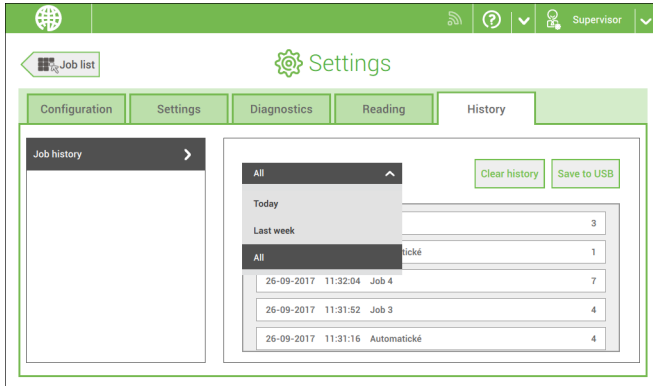 Supervisor
Job list
Settings
Configuration
Settings
Diagnostics
Reading
History
Job history
All
Clear history
Save to USB
Today
Last week
All
3
tické 1
26-09-2017 11:32:04 Job 4 7
26-09-2017 11:31:52 Job 3 4
26-09-2017 11:31:16 Automatické 4